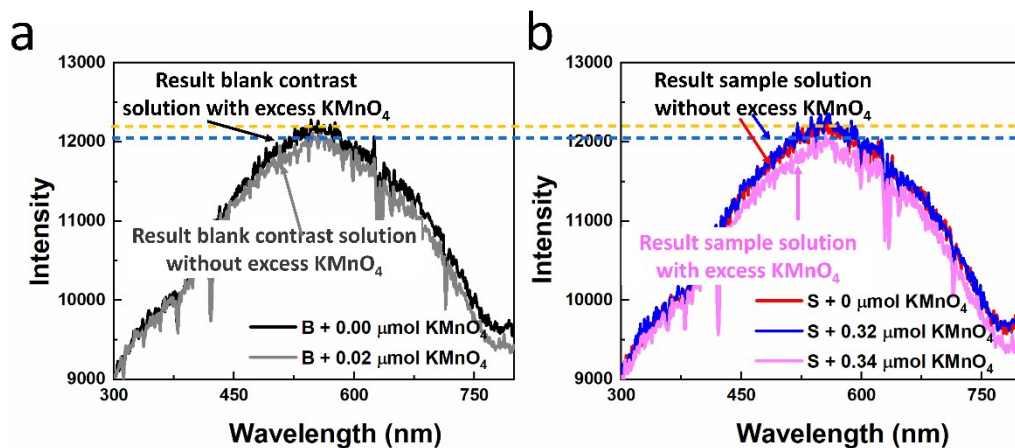 a
13000
12000
11000
10000
9000
Intensity
Result blank contrast
solution with excess KMnO4
Result blank contrast solution
without excess KMnO4
B + 0.00 μmol KMnO4
B + 0.02 μmol KMnO4
300
450
600
750
Wavelength (nm)
b
13000
12000
11000
10000
9000
Intensity
Result sample solution
without excess KMnO4
Result sample solution
with excess KMnO4
S + 0 μmol KMnO4
S + 0.32 μmol KMnO4
S + 0.34 μmol KMnO4
300
450
600
750
Wavelength (nm)